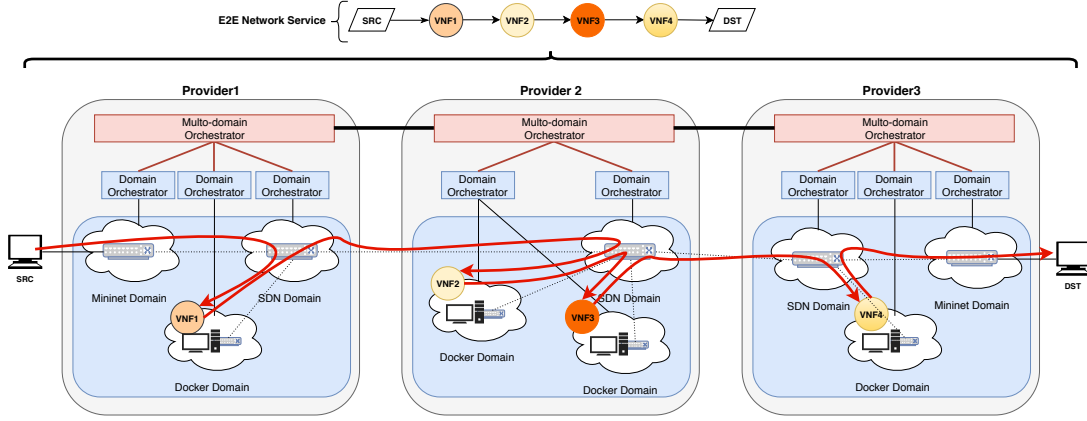 E2E Network Service
SRC
VNF1
VNF2
VNF3
VNF4
DST
Provider1
Provider 2
Provider3
Multo-domain
Orchestrator
Multo-domain
Orchestrator
Multo-domain
Orchestrator
Domain
Orchestrator
Domain
Orchestrator
Domain
Orchestrator
Domain
Orchestrator
Domain
Orchestrator
Domain
Orchestrator
Domain
Orchestrator
Domain
Orchestrator
SRC
Mininet Domain
SDN Domain
VNF1
Docker Domain
VNF2
SDN Domain
VNF3
Docker Domain
Docker Domain
SDN Domain
Mininet Domain
VNF4
Docker Domain
DST